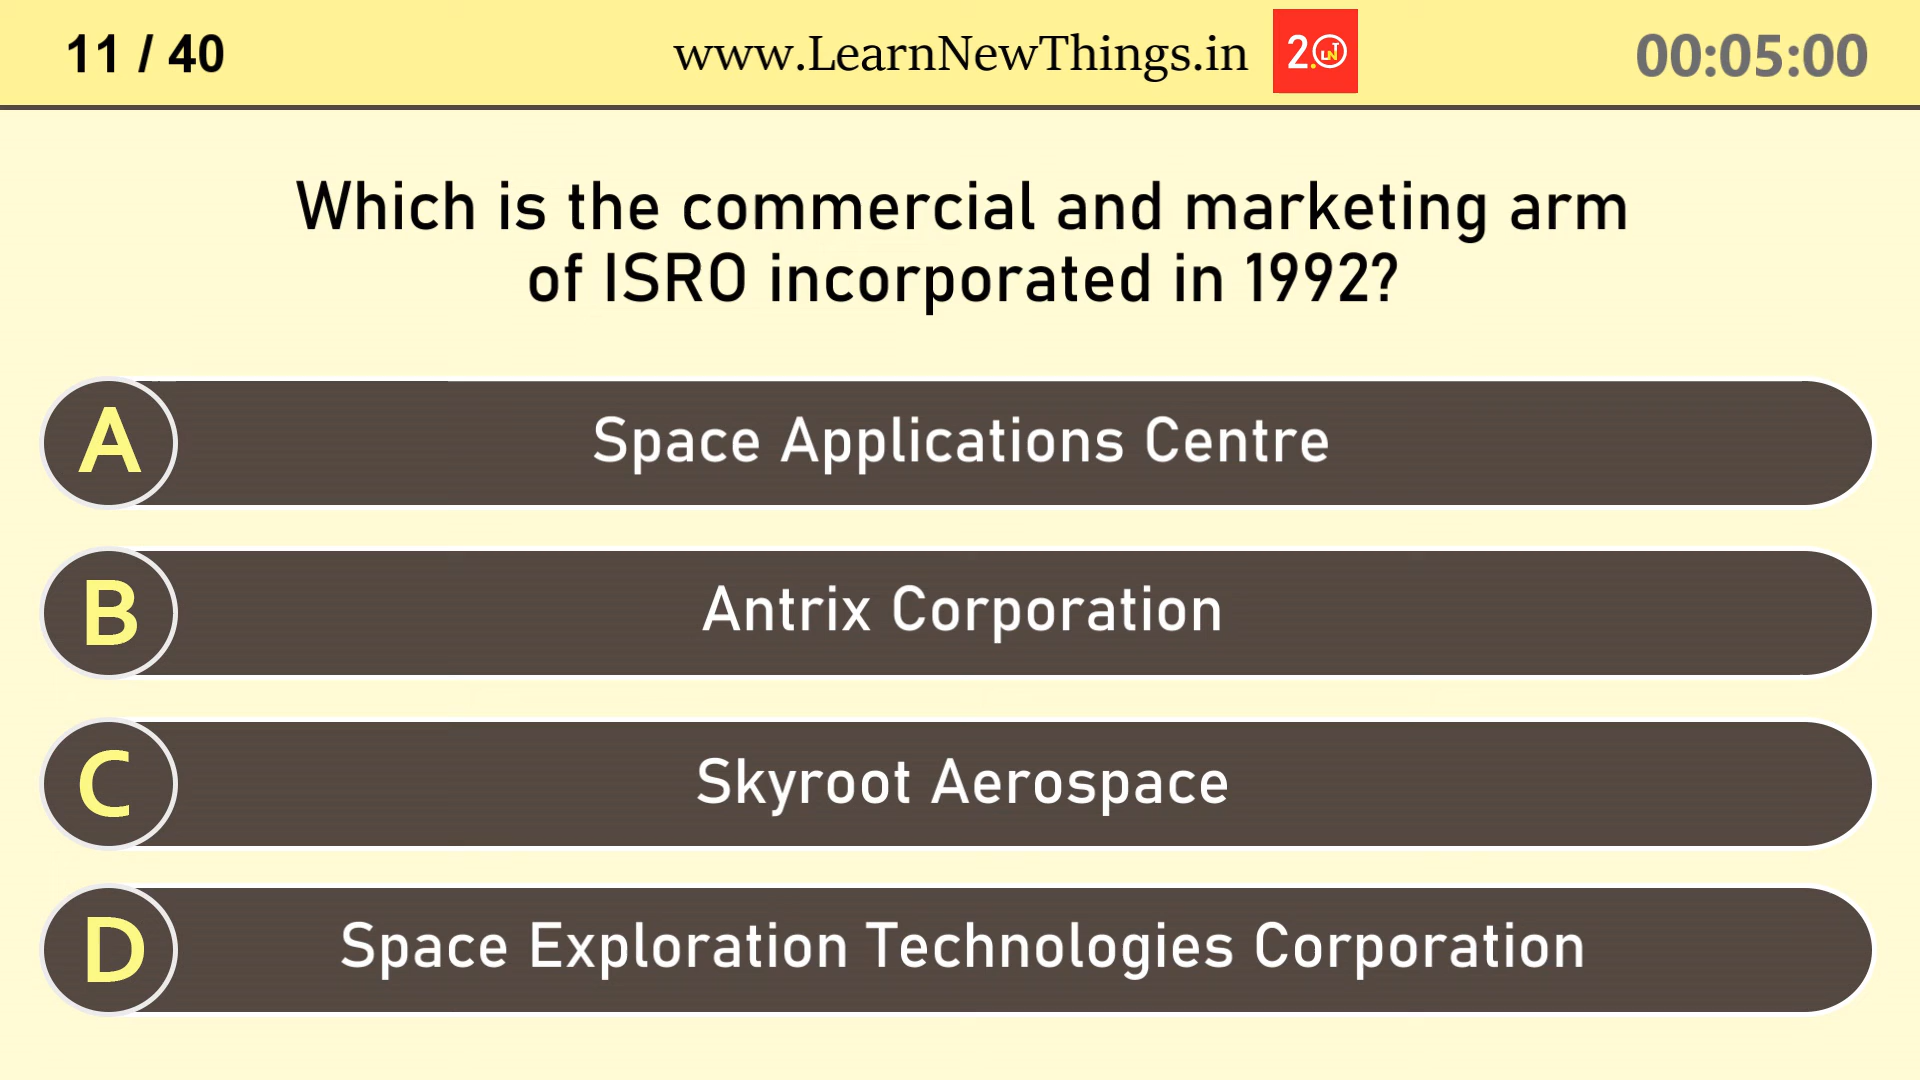 11 / 40
www.LearnNewThings.in
2.LNT
00:05:00
Which is the commercial and marketing arm
of ISRO incorporated in 1992?
A
Space Applications Centre
B
Antrix Corporation
C
Skyroot Aerospace
D
Space Exploration Technologies Corporation